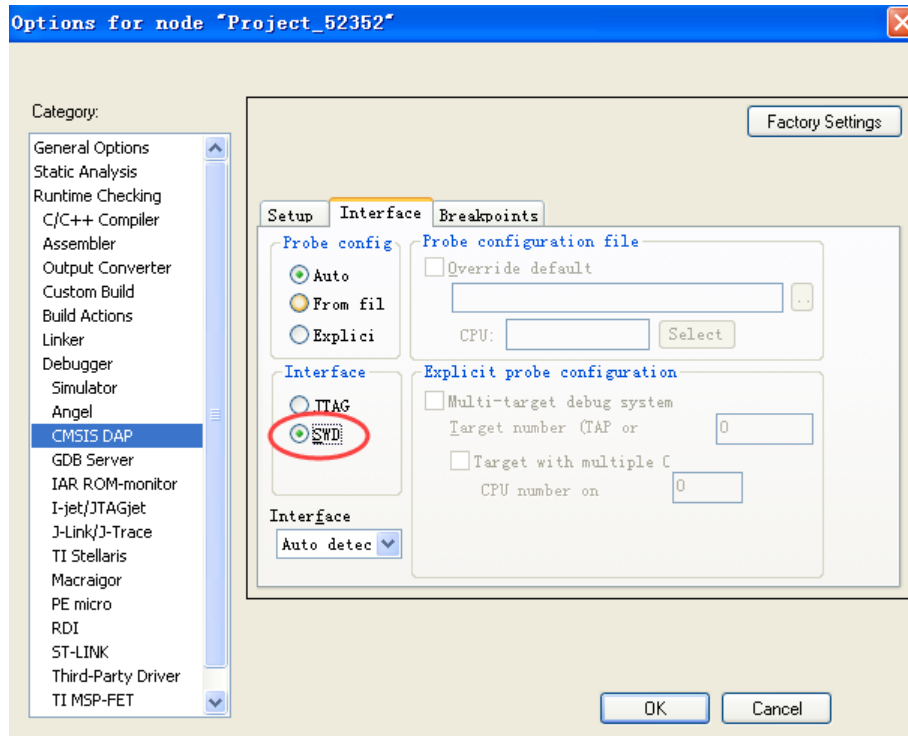 Options for node "Project_52352"
Category:
Factory Settings
General Options
Static Analysis
Runtime Checking
C/C++ Compiler
Assembler
Output Converter
Custom Build
Build Actions
Linker
Debugger
Simulator
Angel
CMSIS DAP
GDB Server
IAR ROM-monitor
I-jet/JTAGjet
J-Link/J-Trace
TI Stellaris
Macraigor
PE micro
RDI
ST-LINK
Third-Party Driver
TI MSP-FET
Setup Interface Breakpoints
Probe config
Auto
From fil
Explici
Probe configuration file
Override default
..
CPU: Select
Interface
JTAG
SWD
Explicit probe configuration
Multi-target debug system
Target number (TAP or 0
Target with multiple C
CPU number on 0
Interface
Auto detec
OK Cancel